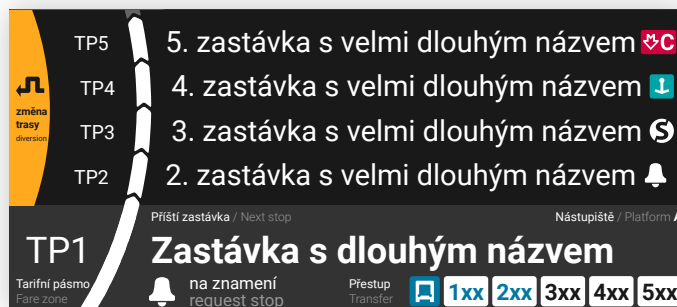 TP5 5. zastávka s velmi dlouhým názvem C
TP4 4. zastávka s velmi dlouhým názvem
TP3 3. zastávka s velmi dlouhým názvem S
TP2 2. zastávka s velmi dlouhým názvem
změna
trasy
diversion
Příští zastávka / Next stop Nástupiště / Platform A
TP1 Zastávka s dlouhým názvem
Tarifní pásmo
Fare zone
na znamení
request stop
Přestup
Transfer
1xx 2xx 3xx 4xx 5xx